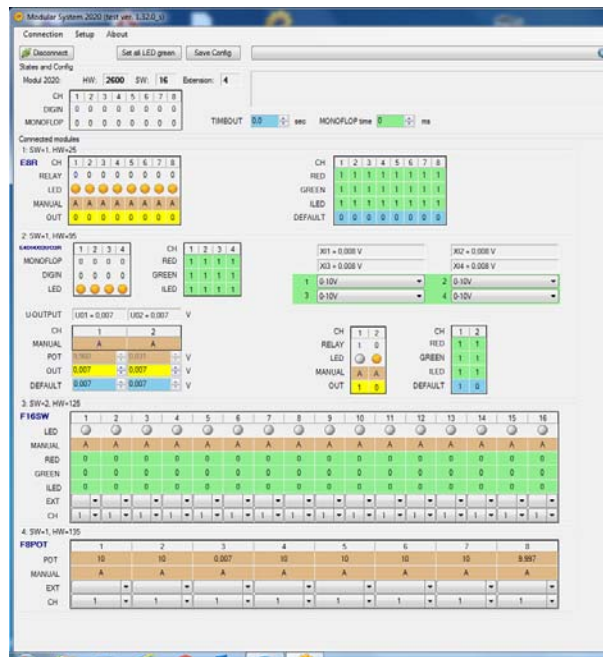 Modular System 2020 (test ver. 1.32.0_s)
Connection Setup About
Disconnect Set all LED green Save Config
States and Config
Modul 2020: HW: 2600 SW: 16 Extension: 4
CH 1 2 3 4 5 6 7 8
DIGIN 0 0 0 0 0 0 0 0
MONOFLOP 0 0 0 0 0 0 0 0 TIMEOUT 0.0 sec MONOFLOP time 0 ms
Connected modules
1: SW=1, HW=25
E8R CH 1 2 3 4 5 6 7 8 CH 1 2 3 4 5 6 7 8
RELAY 0 0 0 0 0 0 0 0 RED 1 1 1 1 1 1 1 1
LED GREEN 1 1 1 1 1 1 1 1
MANUAL A A A A A A A A ILED 1 1 1 1 1 1 1 1
OUT 0 0 0 0 0 0 0 0 DEFAULT 0 0 0 0 0 0 0 0
2: SW=1, HW=95
1 2 3 4 CH 1 2 3 4 XI1 = 0,008 V XI2 = 0,008 V
MONOFLOP 0 0 0 0 RED 1 1 1 1 XI3 = 0,008 V XI4 = 0,008 V
DIGIN 0 0 0 0 GREEN 1 1 1 1 1 0-10V 2 0-10V
LED ILED 1 1 1 1 3 0-10V 4 0-10V
U-OUTPUT U01 = 0,007 U02 = 0,007 V
CH 1 2 CH 1 2 CH 1 2
MANUAL A A RELAY 1 0 RED 1 1
POT V LED GREEN 1 1
OUT 0.007 0.007 V MANUAL A A ILED 1 1
DEFAULT 0.007 0.007 V OUT 1 0 DEFAULT 1 0
3: SW=2, HW=125
F16SW 1 2 3 4 5 6 7 8 9 10 11 12 13 14 15 16
LED
MANUAL A A A A A A A A A A A A A A A A
RED 0 0 0 0 0 0 0 0 0 0 0 0 0 0 0 0
GREEN 0 0 0 0 0 0 0 0 0 0 0 0 0 0 0 0
ILED 0 0 0 0 0 0 0 0 0 0 0 0 0 0 0 0
EXT
CH 1 1 1 1 1 1 1 1 1 1 1 1 1 1 1 1
4: SW=1, HW=135
F8POT 1 2 3 4 5 6 7 8
POT 10 10 0.007 10 10 10 10 9.997
MANUAL A A A A A A A A
EXT
CH 1 1 1 1 1 1 1 1